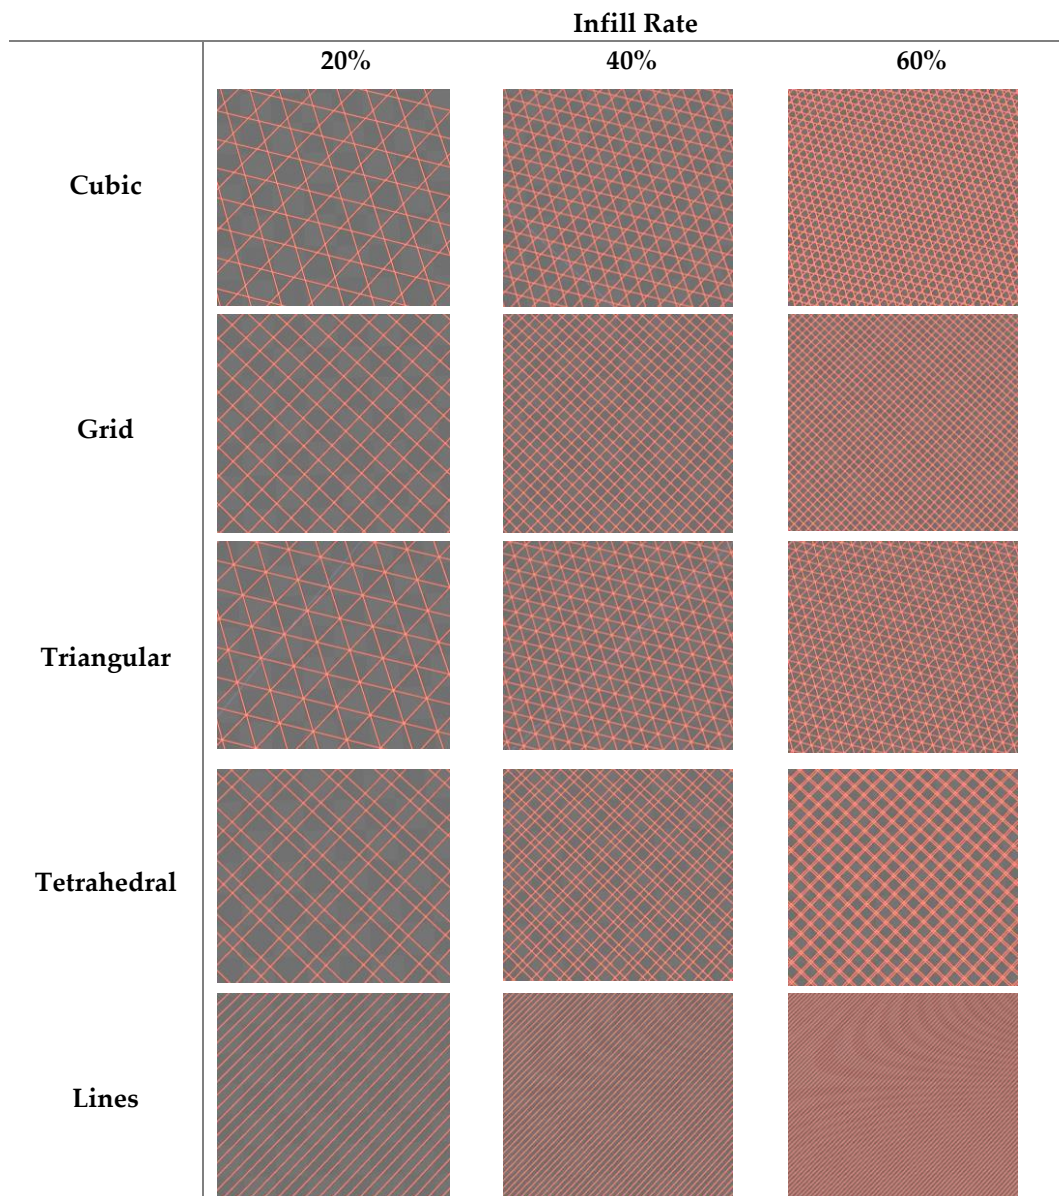 Infill Rate
20% 40% 60%
Cubic
Grid
Triangular
Tetrahedral
Lines